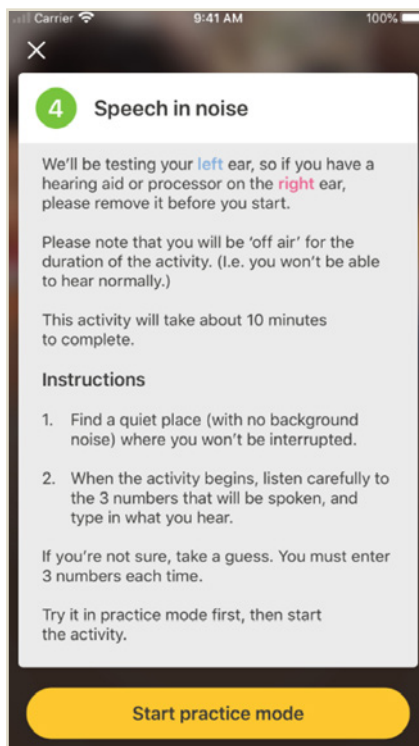 Carrier 9:41 AM 100%
4 Speech in noise
We'll be testing your left ear, so if you have a
hearing aid or processor on the right ear,
please remove it before you start.
Please note that you will be 'off air' for the
duration of the activity. (I.e. you won't be able
to hear normally.)
This activity will take about 10 minutes
to complete.
Instructions
1. Find a quiet place (with no background
noise) where you won't be interrupted.
2. When the activity begins, listen carefully to
the 3 numbers that will be spoken, and
type in what you hear.
If you're not sure, take a guess. You must enter
3 numbers each time.
Try it in practice mode first, then start
the activity.
Start practice mode